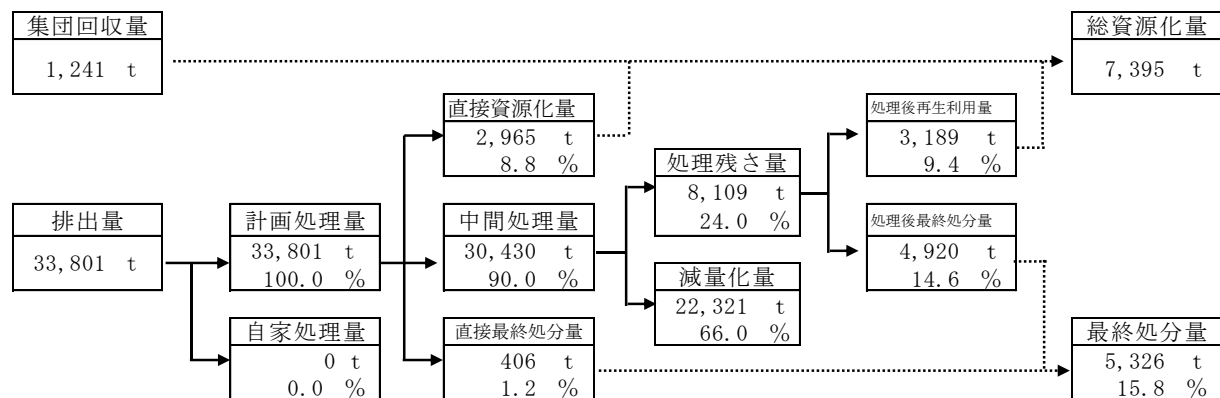 集団回収量
1,241 t
総資源化量
7,395 t
直接資源化量
2,965 t
8.8 %
処理後再生利用量
3,189 t
9.4 %
処理残さ量
8,109 t
24.0 %
排出量
33,801 t
計画処理量
33,801 t
100.0 %
中間処理量
30,430 t
90.0 %
処理後最終処分量
4,920 t
14.6 %
減量化量
22,321 t
66.0 %
自家処理量
0 t
0.0 %
直接最終処分量
406 t
1.2 %
最終処分量
5,326 t
15.8 %